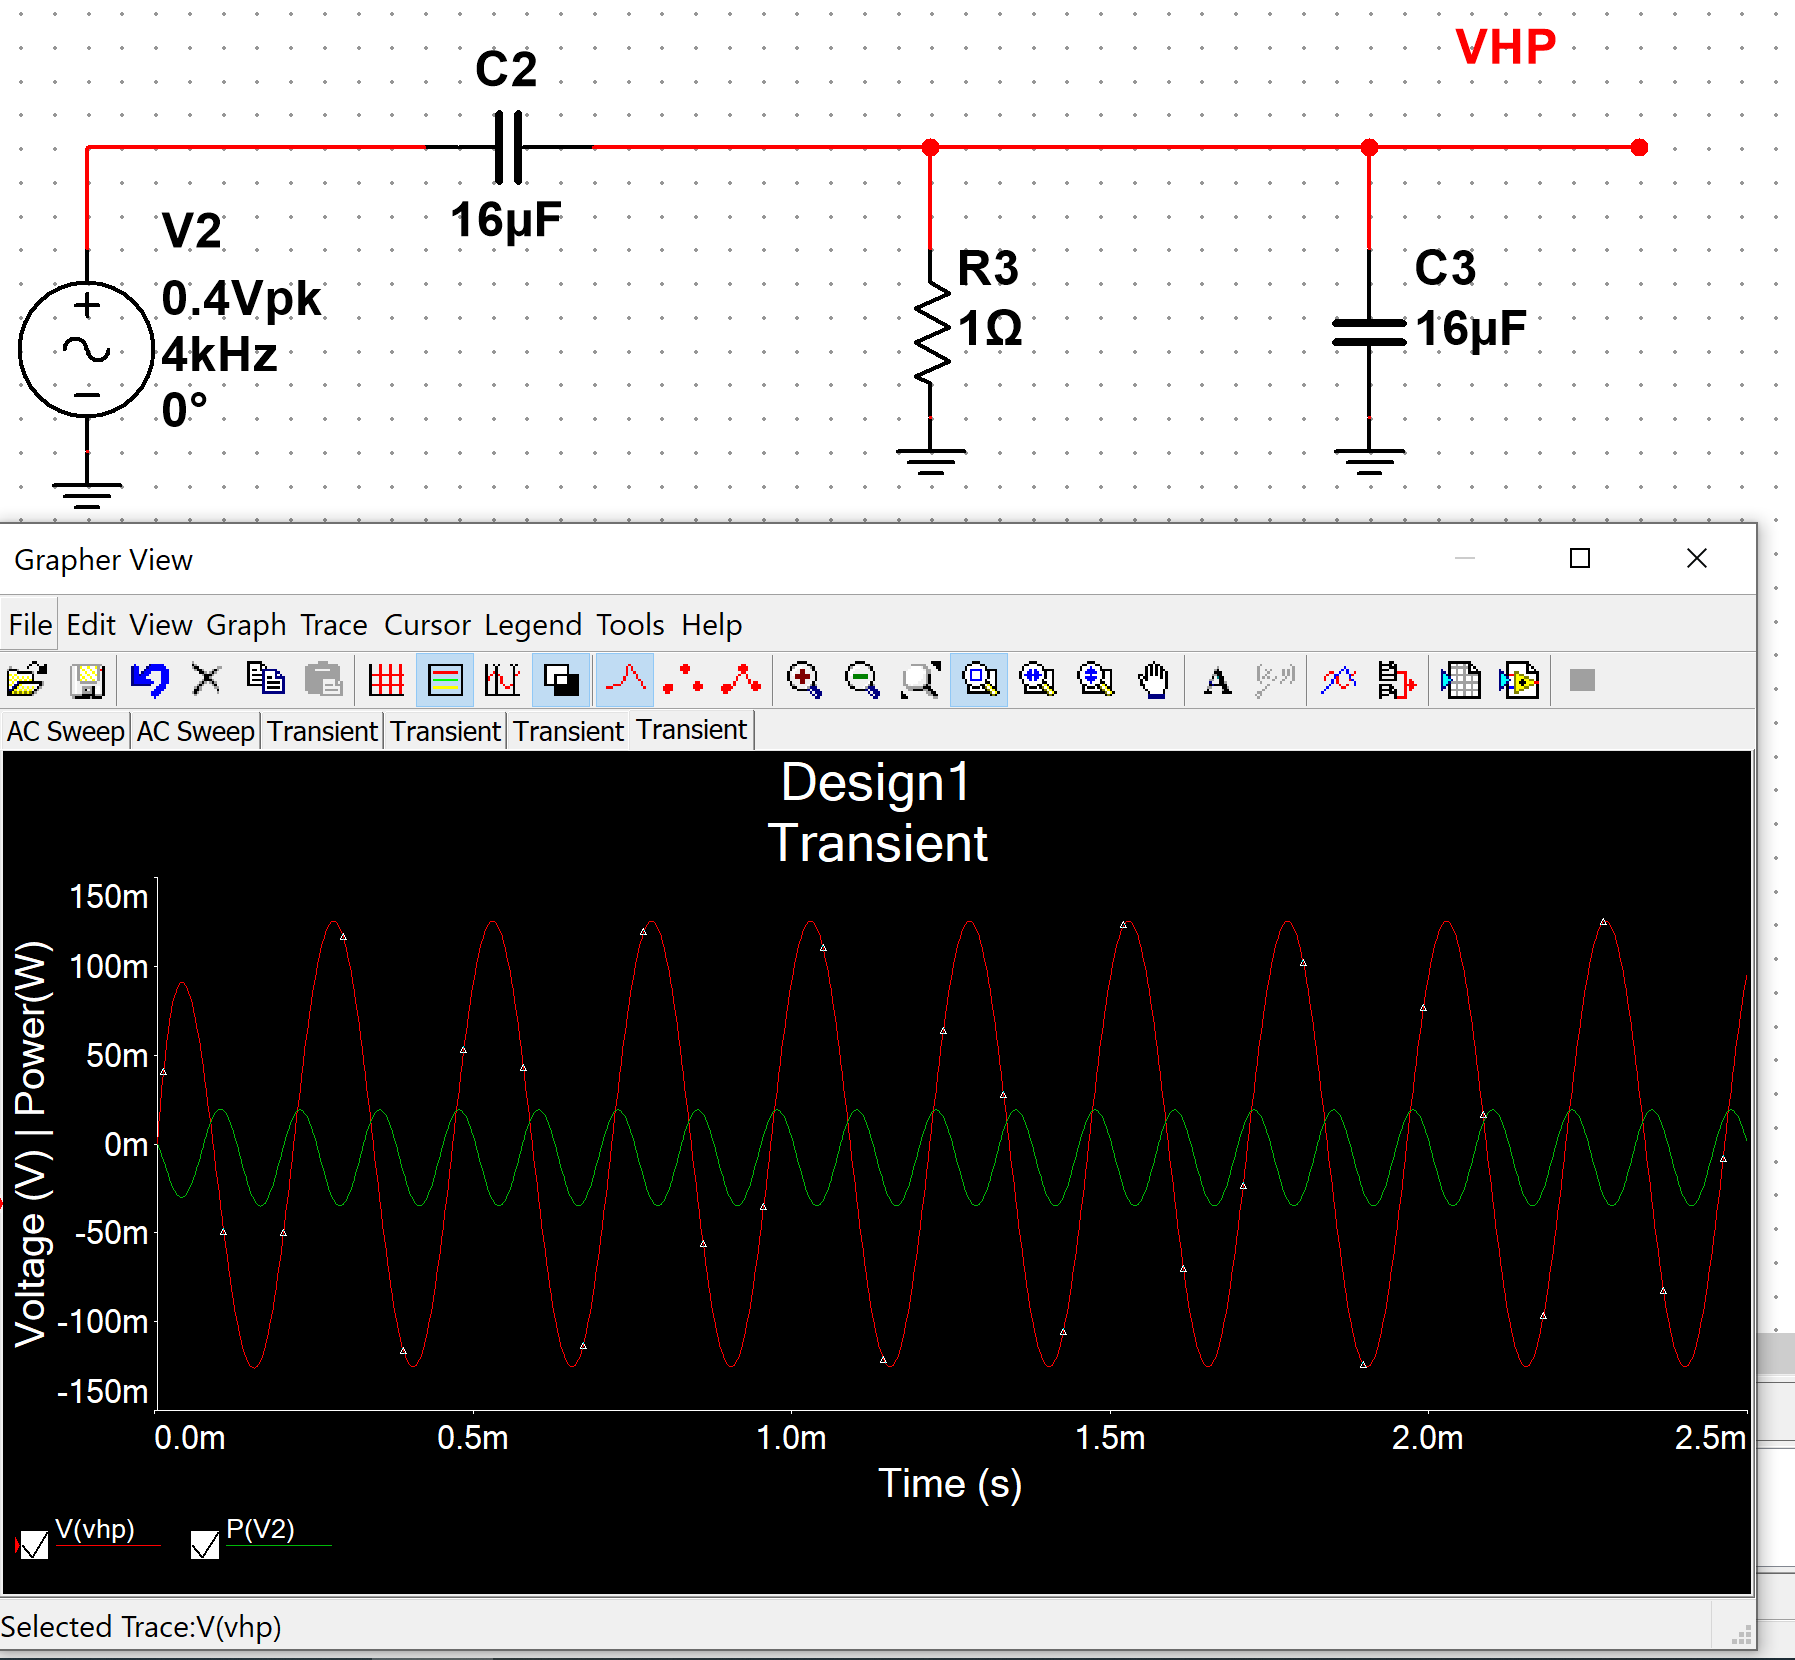 VHP
C2
16µF
V2
0.4Vpk
4kHz
0°
R3
1Ω
C3
16µF
Grapher View
File Edit View Graph Trace Cursor Legend Tools Help
A
AC Sweep AC Sweep Transient Transient Transient Transient
Design1
Transient
Voltage (V) | Power(W)
150m
100m
50m
0m
-50m
-100m
-150m
0.0m 0.5m 1.0m 1.5m 2.0m 2.5m
Time (s)
V(vhp) P(V2)
Selected Trace:V(vhp)